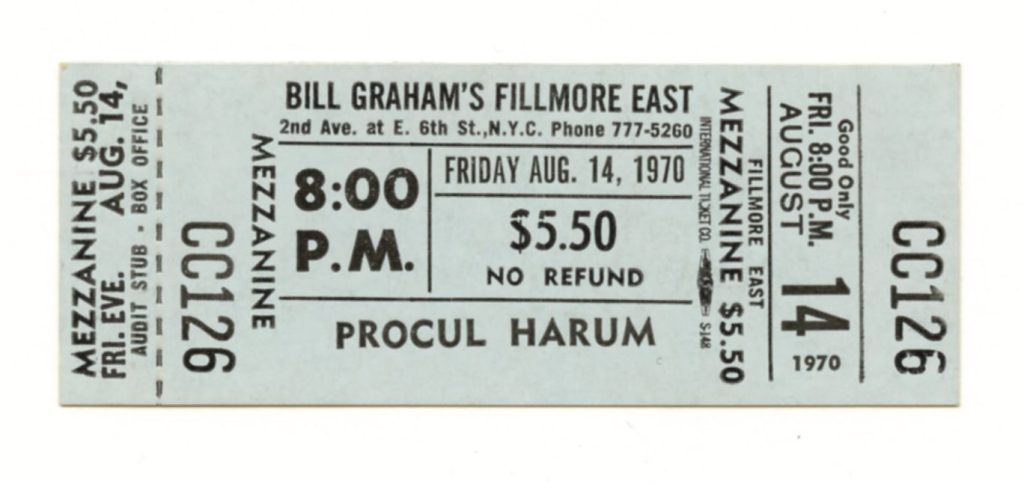 MEZZANINE $5.50
FRI. EVE. AUG. 14,
AUDIT STUB - BOX OFFICE
CC126
MEZZANINE
BILL GRAHAM'S FILLMORE EAST
2nd Ave. at E. 6th St.,N.Y.C. Phone 777-5260
8:00
P.M.
FRIDAY AUG. 14, 1970
$5.50
NO REFUND
PROCUL HARUM
INTERNATIONAL TICKET CO. S-148
MEZZANINE $5.50
FILLMORE EAST
AUGUST 14
1970
FRI. 8:00 P.M.
Good Only
CC126